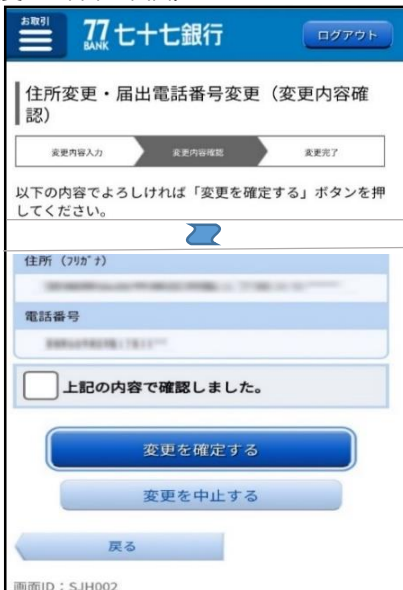 お取引
77 BANK 七十七銀行
ログアウト
住所変更・届出電話番号変更（変更内容確
認）
変更内容入力
変更内容確認
変更完了
以下の内容でよろしければ「変更を確定する」ボタンを押
してください。
住所（ﾌﾘｶﾞﾅ）
電話番号
上記の内容で確認しました。
変更を確定する
変更を中止する
戻る
画面ID：SJH002